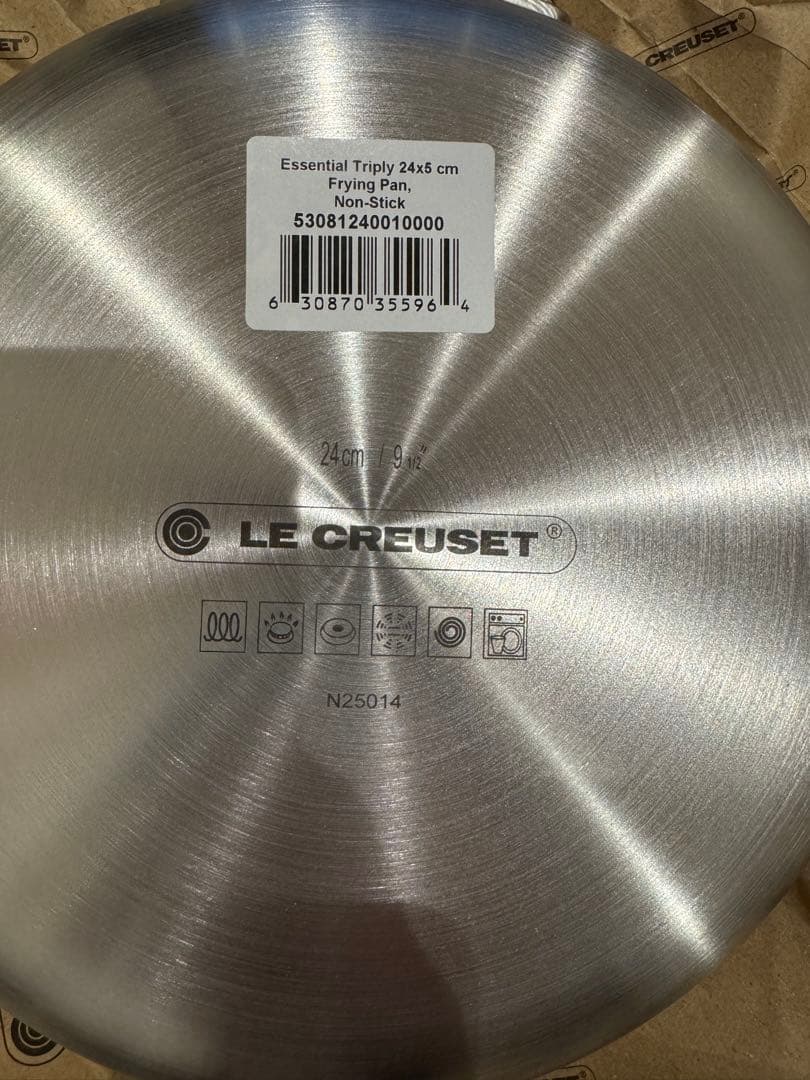 ET®
CREUSET®
Essential Triply 24x5 cm
Frying Pan,
Non-Stick
53081240010000
6 30870 35596 4
24cm / 9 1/2"
LE CREUSET®
N25014